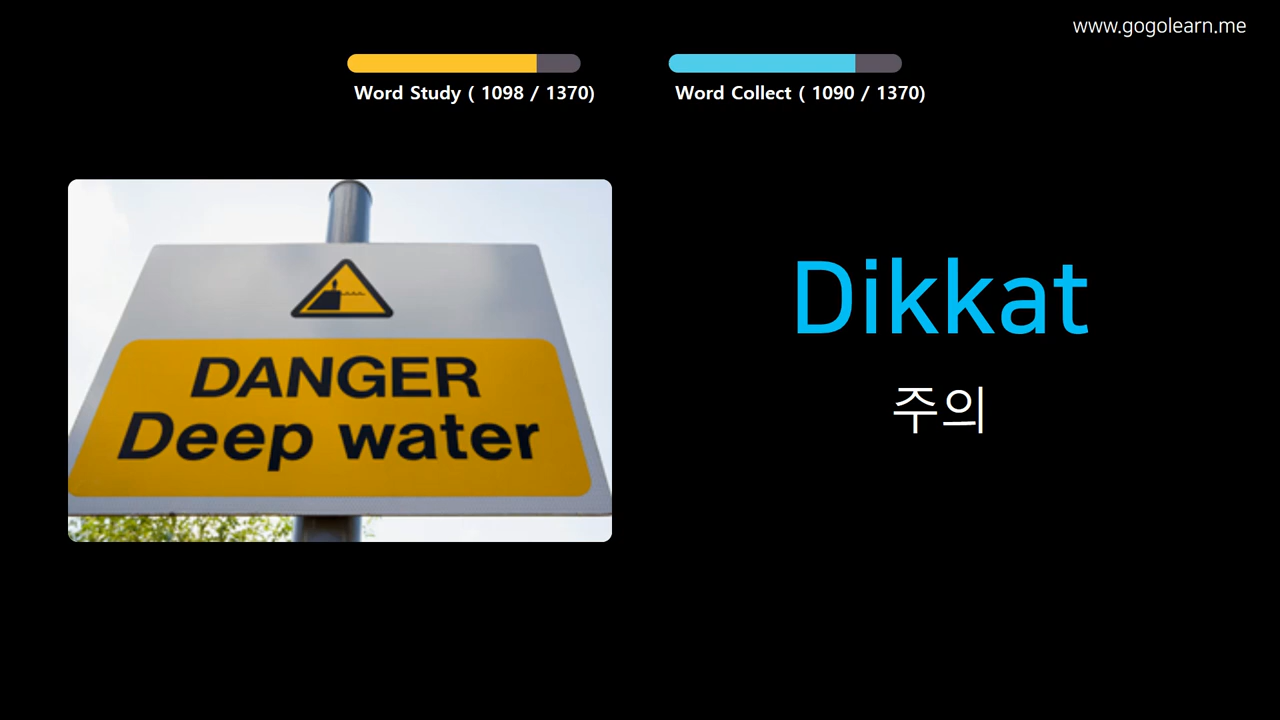 www.gogolearn.me
Word Study ( 1098 / 1370)
Word Collect ( 1090 / 1370)
DANGER
Deep water
Dikkat
주의